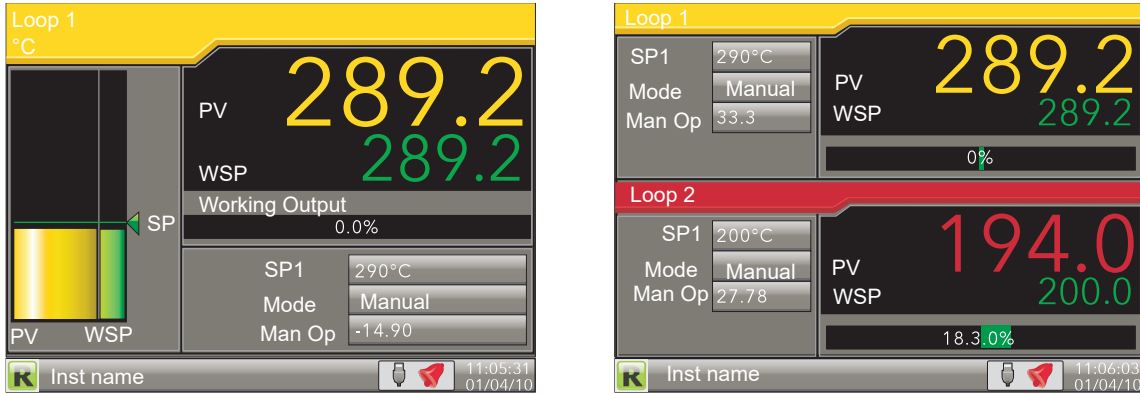 Loop 1
°C
PV 289.2
WSP 289.2
SP
Working Output
0.0%
PV WSP
SP1 290°C
Mode Manual
Man Op -14.90
R Inst name 11:05:31
01/04/10
Loop 1
SP1 290°C
Mode Manual
Man Op 33.3
PV 289.2
WSP 289.2
0%
Loop 2
SP1 200°C
Mode Manual
Man Op 27.78
PV 194.0
WSP 200.0
18.3.0%
R Inst name 11:06:03
01/04/10